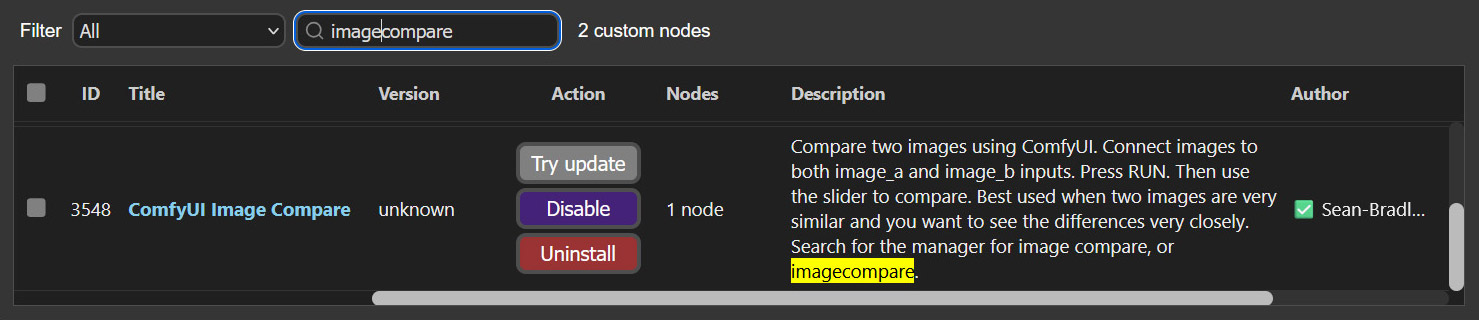 Filter All imagecompare 2 custom nodes
ID Title Version Action Nodes Description Author
3548 ComfyUI Image Compare unknown
Try update
Disable
Uninstall
1 node
Compare two images using ComfyUI. Connect images to
both image_a and image_b inputs. Press RUN. Then use
the slider to compare. Best used when two images are very
similar and you want to see the differences very closely.
Search for the manager for image compare, or
imagecompare.
✅ Sean-Bradl...